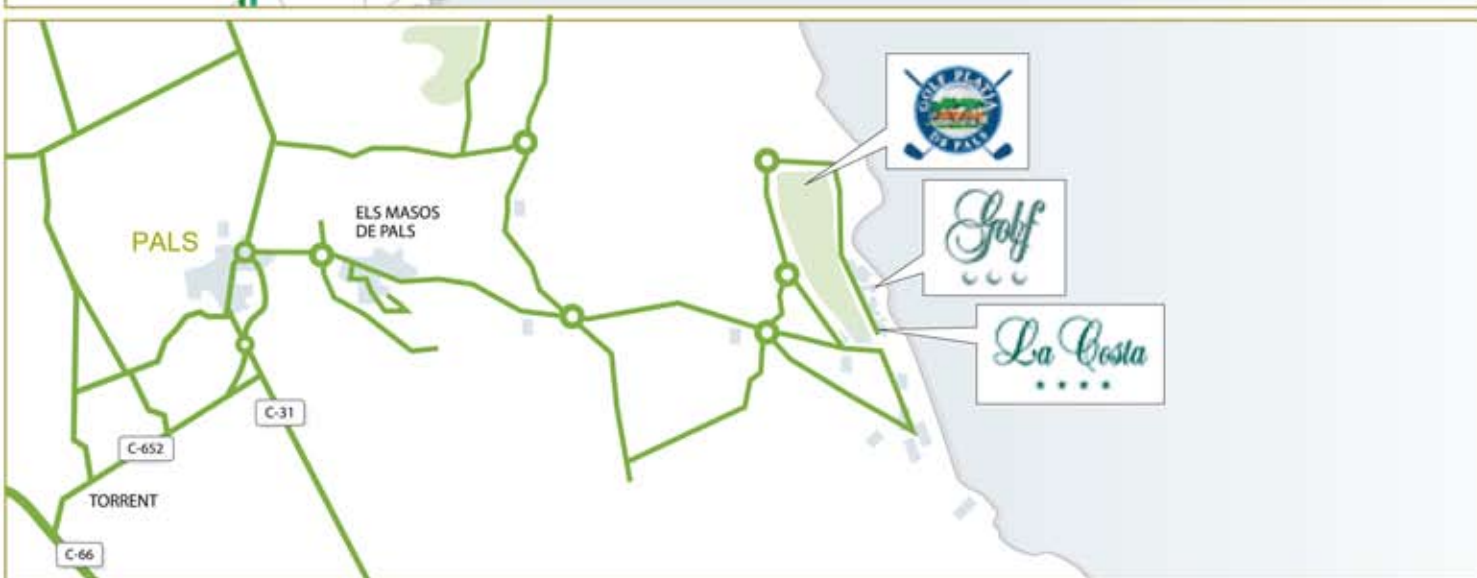 GOLF PLATJA
DE PALS
Golf
ELS MASOS
DE PALS
PALS
La Costa
C-31
C-652
TORRENT
C-66